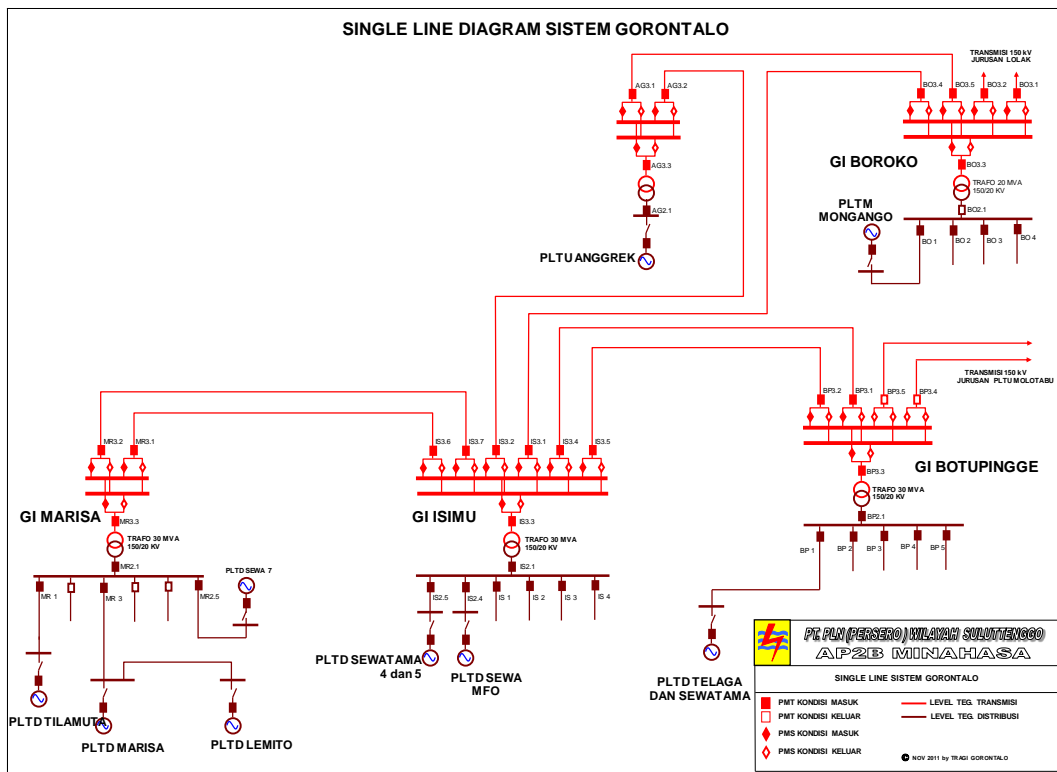 SINGLE LINE DIAGRAM SISTEM GORONTALO
TRANSMISI 150 kV
JURUSAN LOLAK
AG3.1
AG3.2
BO3.4
BO3.5
BO3.2
BO3.1
GI BOROKO
AG3.3
BO3.3
TRAFO 20 MVA
150/20 KV
AG2.1
BO2.1
PLTM
MONGANGO
BO 1
BO 2
BO 3
BO 4
PLTU ANGGREK
TRANSMISI 150 kV
JURUSAN PLTU MOLOTABU
BP3.2
BP3.1
BP3.5
BP3.4
MR3.2
MR3.1
IS3.6
IS3.7
IS3.2
IS3.1
IS3.4
IS3.5
GI BOTUPINGGE
BP3.3
TRAFO 30 MVA
150/20 KV
BP2.1
GI MARISA
MR3.3
TRAFO 30 MVA
150/20 KV
MR2.1
GI ISIMU
IS3.3
TRAFO 30 MVA
150/20 KV
IS2.1
BP 1
BP 2
BP 3
BP 4
BP 5
PLTD SEWA 7
MR 1
MR 3
MR2.5
IS2.5
IS2.4
IS 1
IS 2
IS 3
IS 4
PLTD SEWATAMA
4 dan 5
PLTD SEWA
MFO
PLTD TELAGA
DAN SEWATAMA
PLTD TILAMUTA
PLTD MARISA
PLTD LEMITO
PT. PLN (PERSERO) WILAYAH SULUTTENGGO
AP2B MINAHASA
SINGLE LINE SISTEM GORONTALO
PMT KONDISI MASUK
LEVEL TEG. TRANSMISI
PMT KONDISI KELUAR
LEVEL TEG. DISTRIBUSI
PMS KONDISI MASUK
PMS KONDISI KELUAR
© NOV 2011 by TRAGI GORONTALO